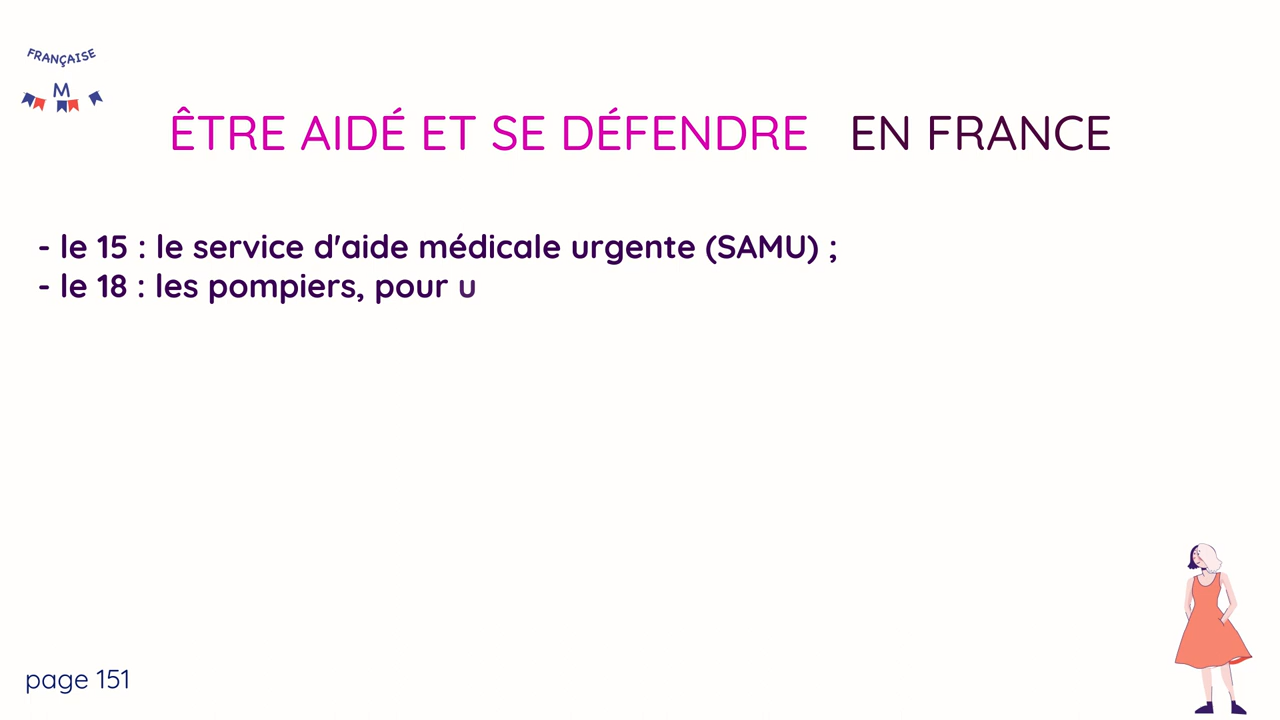 FRANÇAISE
M
ÊTRE AIDÉ ET SE DÉFENDRE EN FRANCE
- le 15 : le service d'aide médicale urgente (SAMU) ;
- le 18 : les pompiers, pour u
page 151